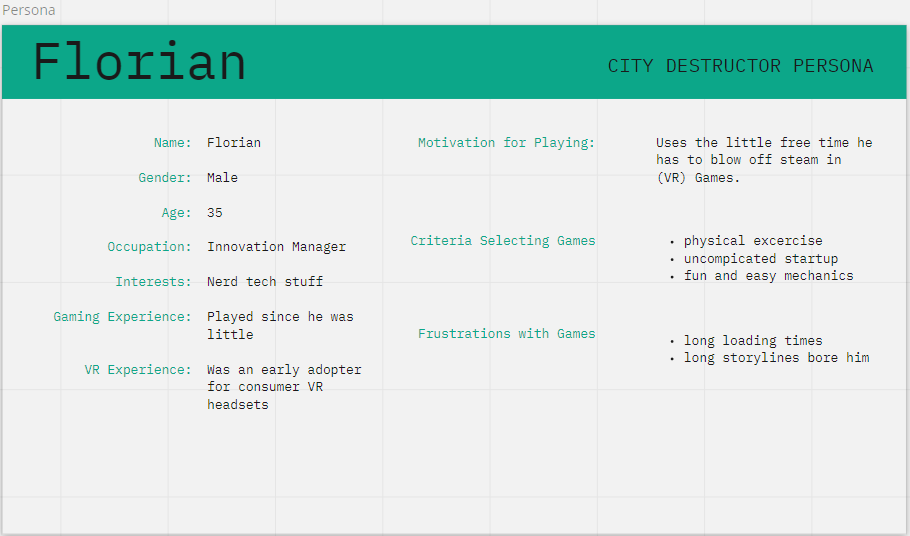 Persona
Florian
CITY DESTRUCTOR PERSONA
Name: Florian
Gender: Male
Age: 35
Occupation: Innovation Manager
Interests: Nerd tech stuff
Gaming Experience: Played since he was
little
VR Experience: Was an early adopter
for consumer VR
headsets
Motivation for Playing: Uses the little free time he
has to blow off steam in
(VR) Games.
Criteria Selecting Games
• physical excercise
• uncompicated startup
• fun and easy mechanics
Frustrations with Games
• long loading times
• long storylines bore him